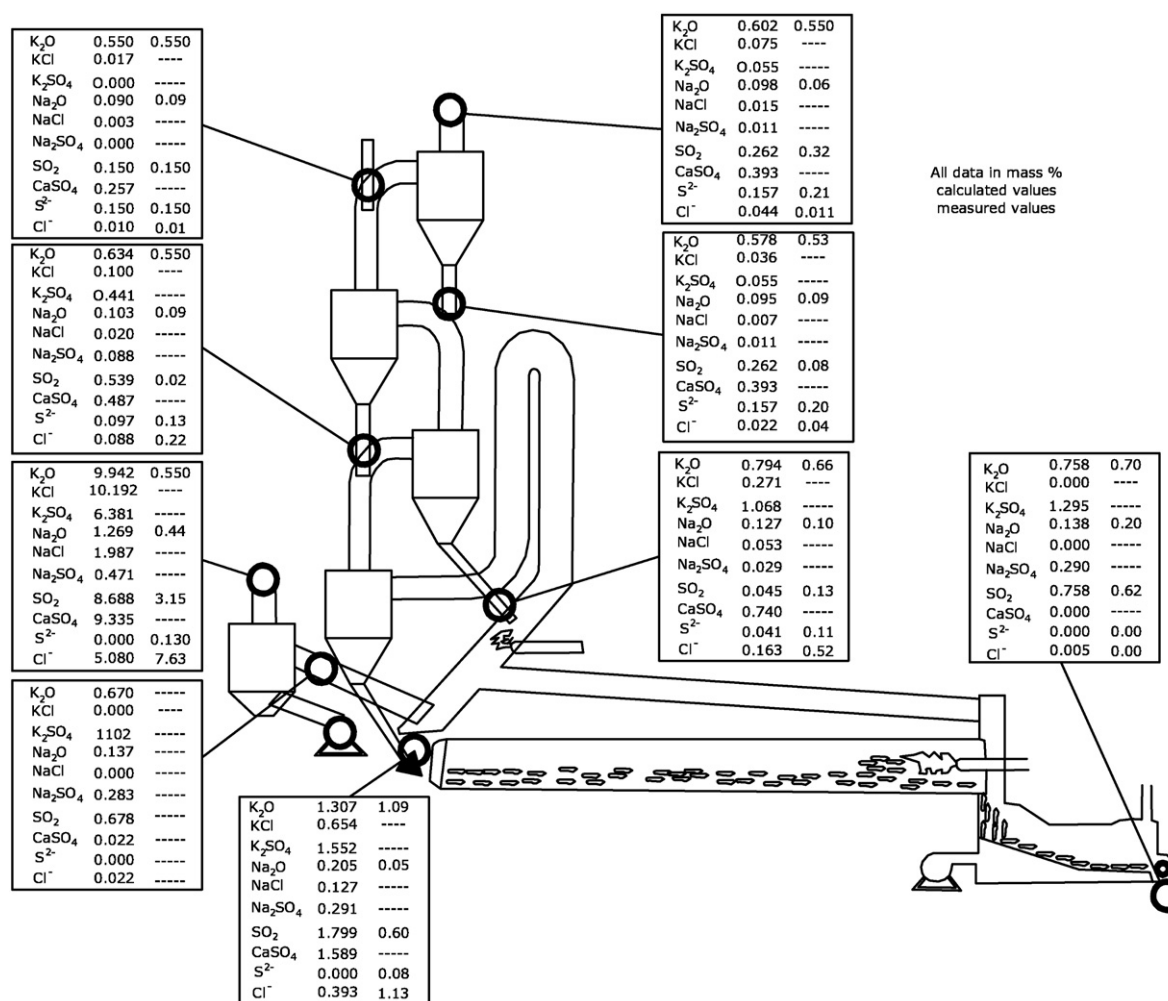 K₂O 0.550 0.550
KCl 0.017 ----
K₂SO₄ O.000 -----
Na₂O 0.090 0.09
NaCl 0.003 -----
Na₂SO₄ 0.000 -----
SO₂ 0.150 0.150
CaSO₄ 0.257 -----
S²⁻ 0.150 0.150
Cl⁻ 0.010 0.01
K₂O 0.634 0.550
KCl 0.100 ----
K₂SO₄ O.441 -----
Na₂O 0.103 0.09
NaCl 0.020 -----
Na₂SO₄ 0.088 -----
SO₂ 0.539 0.02
CaSO₄ 0.487 -----
S²⁻ 0.097 0.13
Cl⁻ 0.088 0.22
K₂O 9.942 0.550
KCl 10.192 ----
K₂SO₄ 6.381 -----
Na₂O 1.269 0.44
NaCl 1.987 -----
Na₂SO₄ 0.471 -----
SO₂ 8.688 3.15
CaSO₄ 9.335 -----
S²⁻ 0.000 0.130
Cl⁻ 5.080 7.63
K₂O 0.670 -----
KCl 0.000 ----
K₂SO₄ 1102 -----
Na₂O 0.137 -----
NaCl 0.000 -----
Na₂SO₄ 0.283 -----
SO₂ 0.678 -----
CaSO₄ 0.022 -----
S²⁻ 0.000 -----
Cl⁻ 0.022 -----
K₂O 1.307 1.09
KCl 0.654 ----
K₂SO₄ 1.552 -----
Na₂O 0.205 0.05
NaCl 0.127 -----
Na₂SO₄ 0.291 -----
SO₂ 1.799 0.60
CaSO₄ 1.589 -----
S²⁻ 0.000 0.08
Cl⁻ 0.393 1.13
K₂O 0.602 0.550
KCl 0.075 ----
K₂SO₄ O.055 -----
Na₂O 0.098 0.06
NaCl 0.015 -----
Na₂SO₄ 0.011 -----
SO₂ 0.262 0.32
CaSO₄ 0.393 -----
S²⁻ 0.157 0.21
Cl⁻ 0.044 0.011
K₂O 0.578 0.53
KCl 0.036 ----
K₂SO₄ O.055 -----
Na₂O 0.095 0.09
NaCl 0.007 -----
Na₂SO₄ 0.011 -----
SO₂ 0.262 0.08
CaSO₄ 0.393 -----
S²⁻ 0.157 0.20
Cl⁻ 0.022 0.04
K₂O 0.794 0.66
KCl 0.271 ----
K₂SO₄ 1.068 -----
Na₂O 0.127 0.10
NaCl 0.053 -----
Na₂SO₄ 0.029 -----
SO₂ 0.045 0.13
CaSO₄ 0.740 -----
S²⁻ 0.041 0.11
Cl⁻ 0.163 0.52
All data in mass %
calculated values
measured values
K₂O 0.758 0.70
KCl 0.000 ----
K₂SO₄ 1.295 -----
Na₂O 0.138 0.20
NaCl 0.000 -----
Na₂SO₄ 0.290 -----
SO₂ 0.758 0.62
CaSO₄ 0.000 -----
S²⁻ 0.000 0.00
Cl⁻ 0.005 0.00